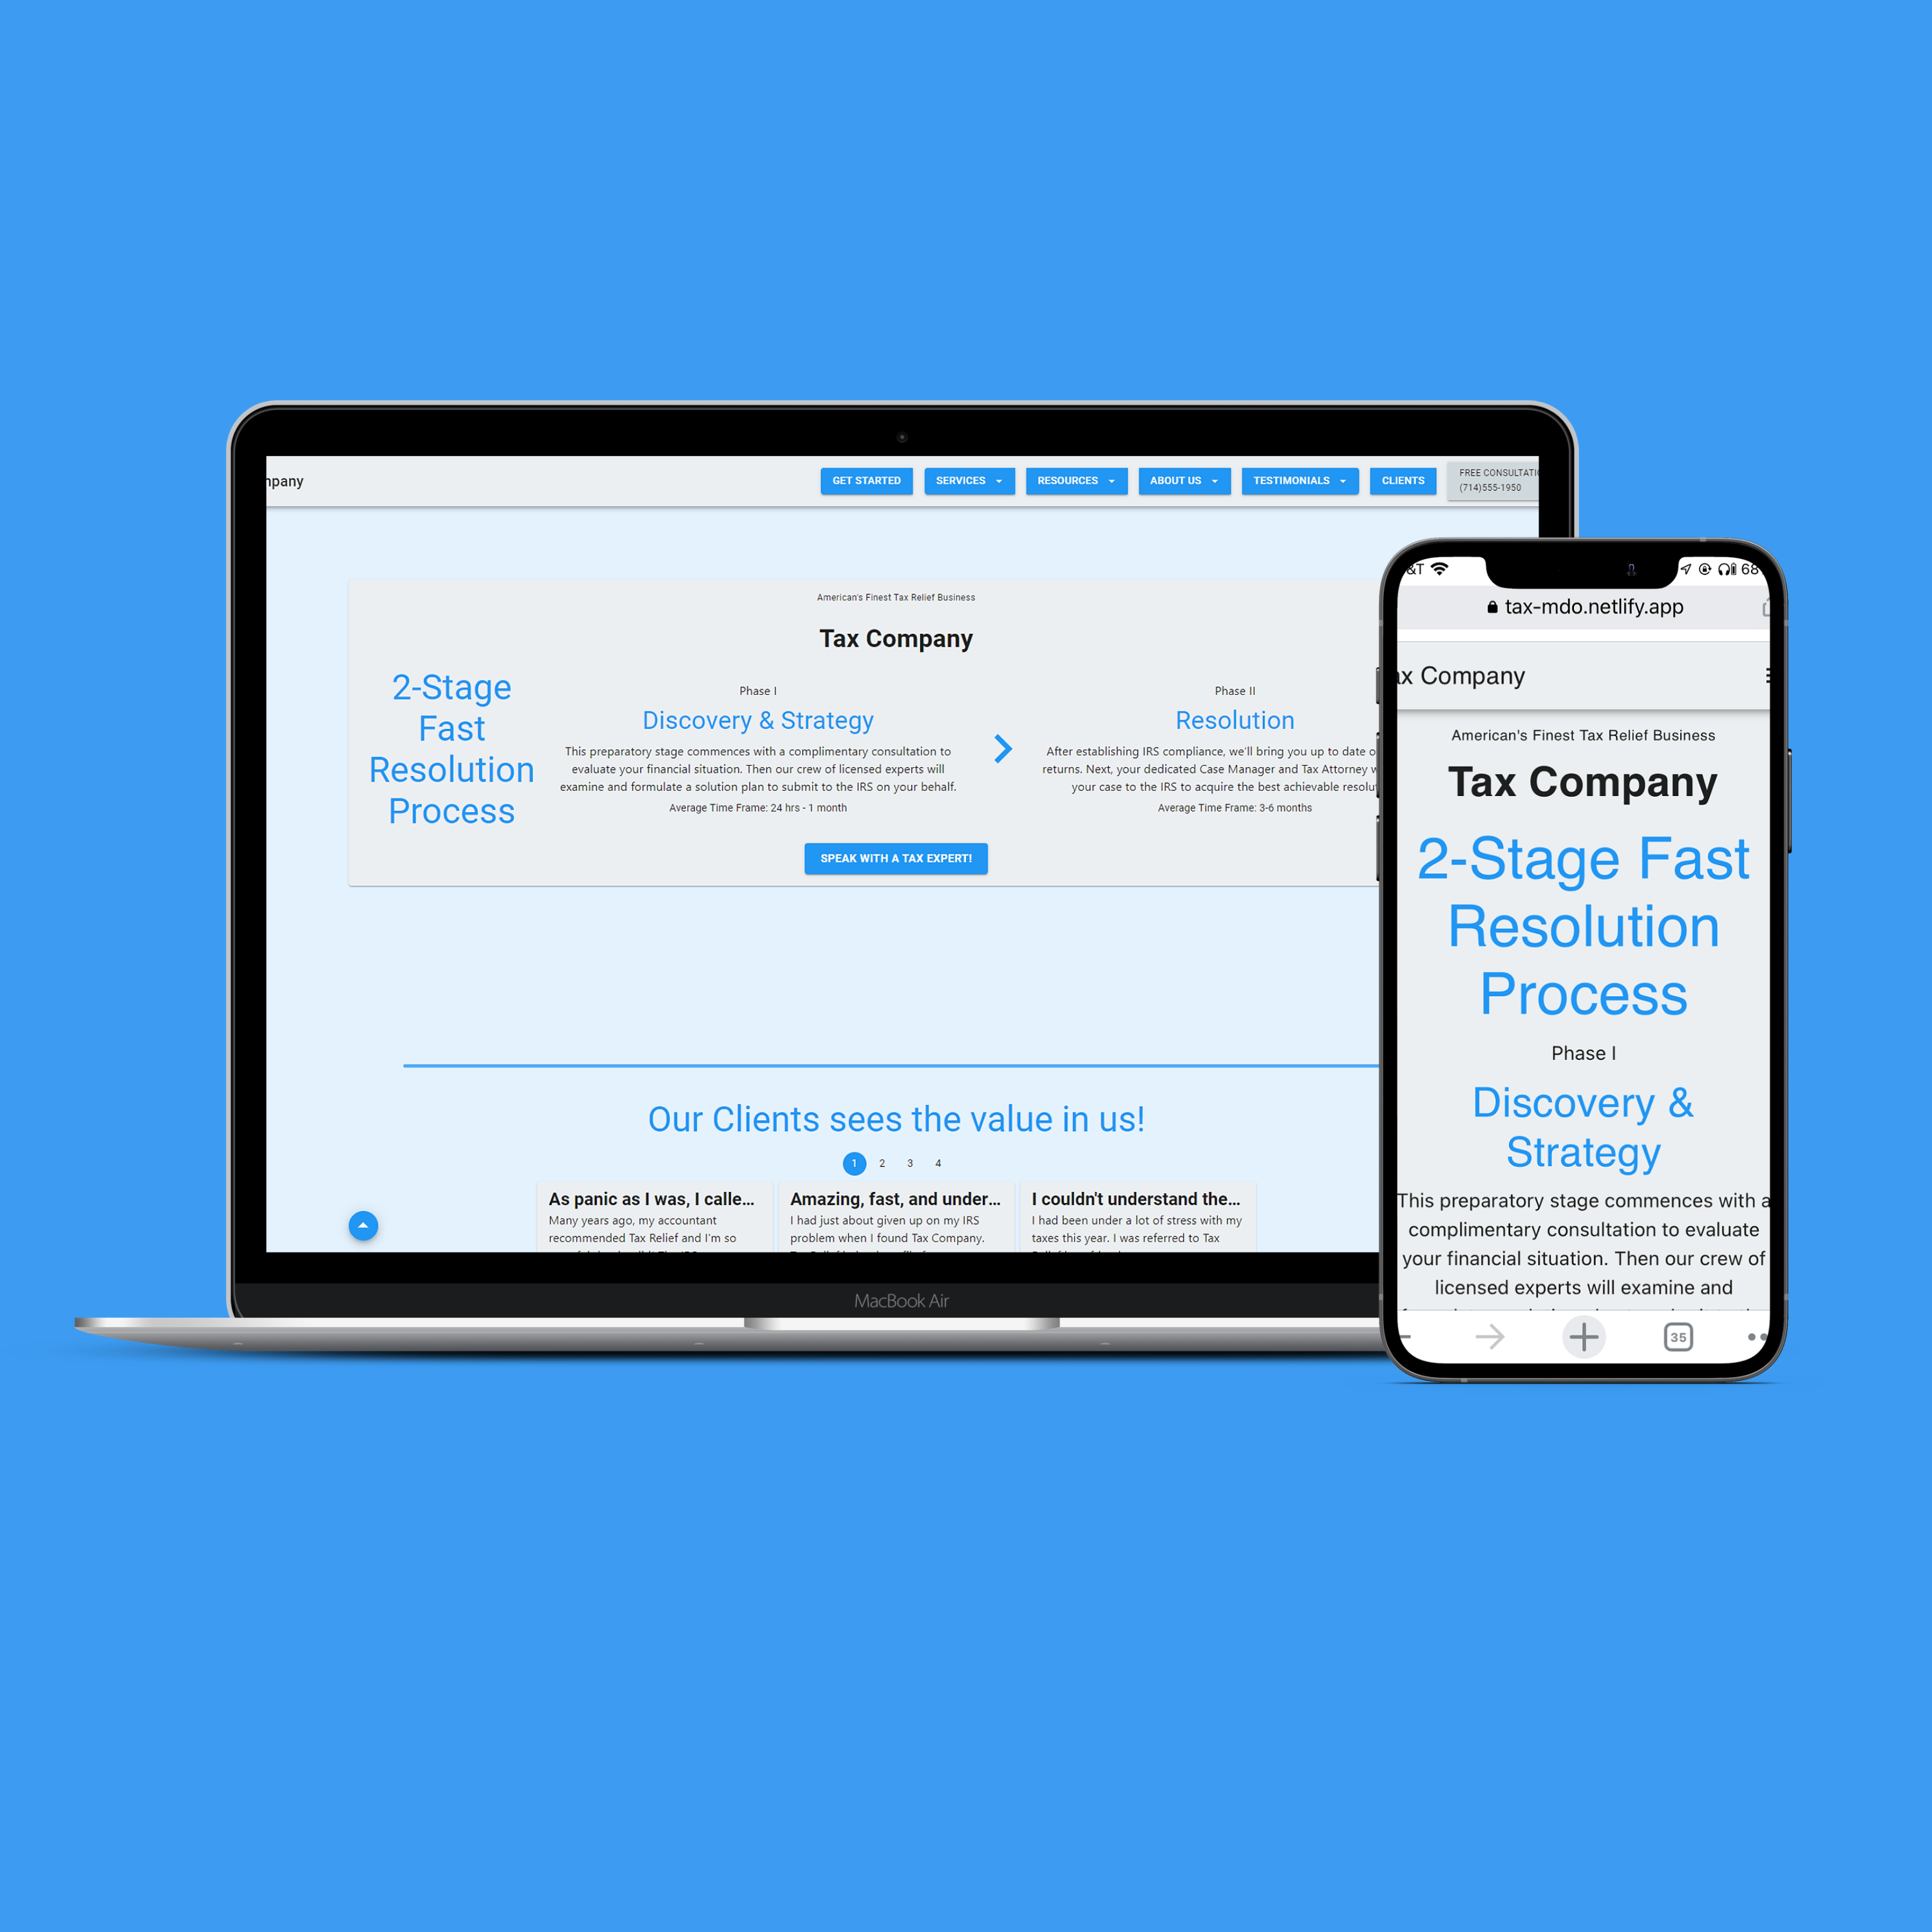 mpany
GET STARTED
SERVICES
RESOURCES
ABOUT US
TESTIMONIALS
CLIENTS
FREE CONSULTATIO
(714)555-1950
American's Finest Tax Relief Business
Tax Company
2-Stage
Fast
Resolution
Process
Phase I
Discovery & Strategy
This preparatory stage commences with a complimentary consultation to
evaluate your financial situation. Then our crew of licensed experts will
examine and formulate a solution plan to submit to the IRS on your behalf.
Average Time Frame: 24 hrs - 1 month
Phase II
Resolution
After establishing IRS compliance, we'll bring you up to date o
returns. Next, your dedicated Case Manager and Tax Attorney w
your case to the IRS to acquire the best achievable resolu
Average Time Frame: 3-6 months
SPEAK WITH A TAX EXPERT!
Our Clients sees the value in us!
1 2 3 4
As panic as I was, I calle...
Many years ago, my accountant
recommended Tax Relief and I'm so
Amazing, fast, and under...
I had just about given up on my IRS
problem when I found Tax Company.
I couldn't understand the...
I had been under a lot of stress with my
taxes this year. I was referred to Tax
MacBook Air
&T
68
tax-mdo.netlify.app
ax Company
American's Finest Tax Relief Business
Tax Company
2-Stage Fast
Resolution
Process
Phase I
Discovery &
Strategy
This preparatory stage commences with a
complimentary consultation to evaluate
your financial situation. Then our crew of
licensed experts will examine and
35